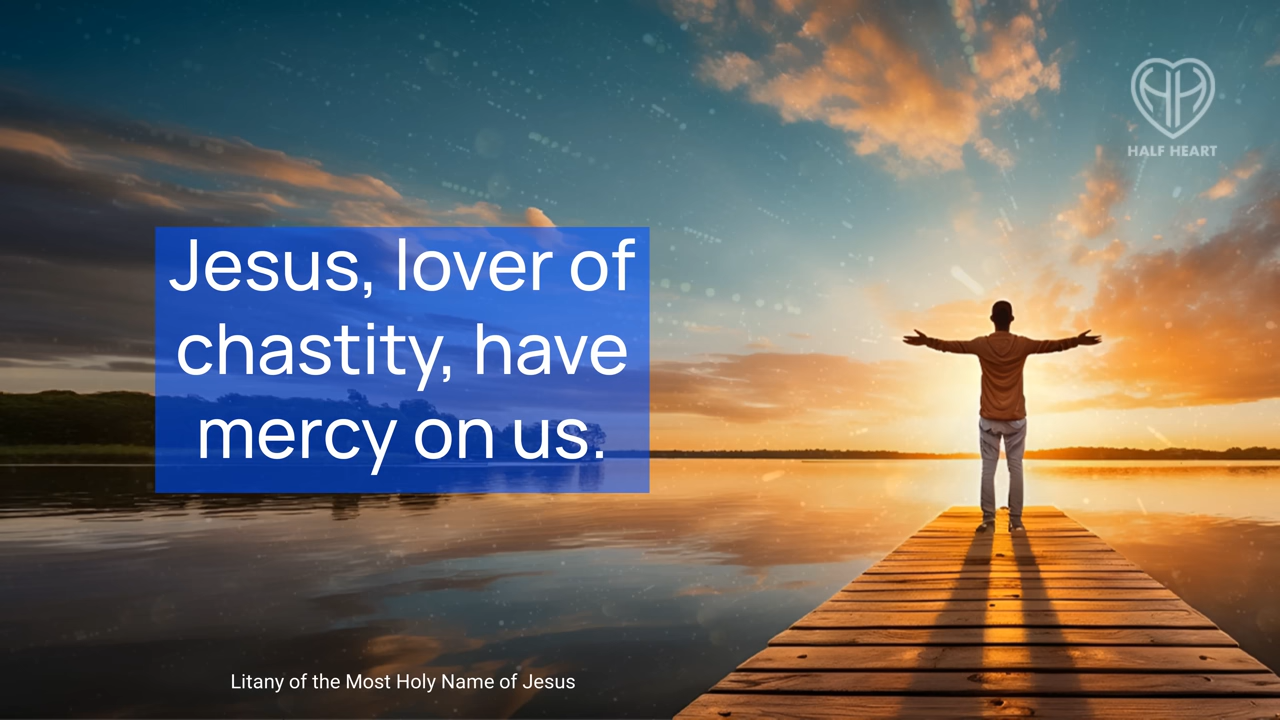 HALF HEART
Jesus, lover of
chastity, have
mercy on us.
Litany of the Most Holy Name of Jesus